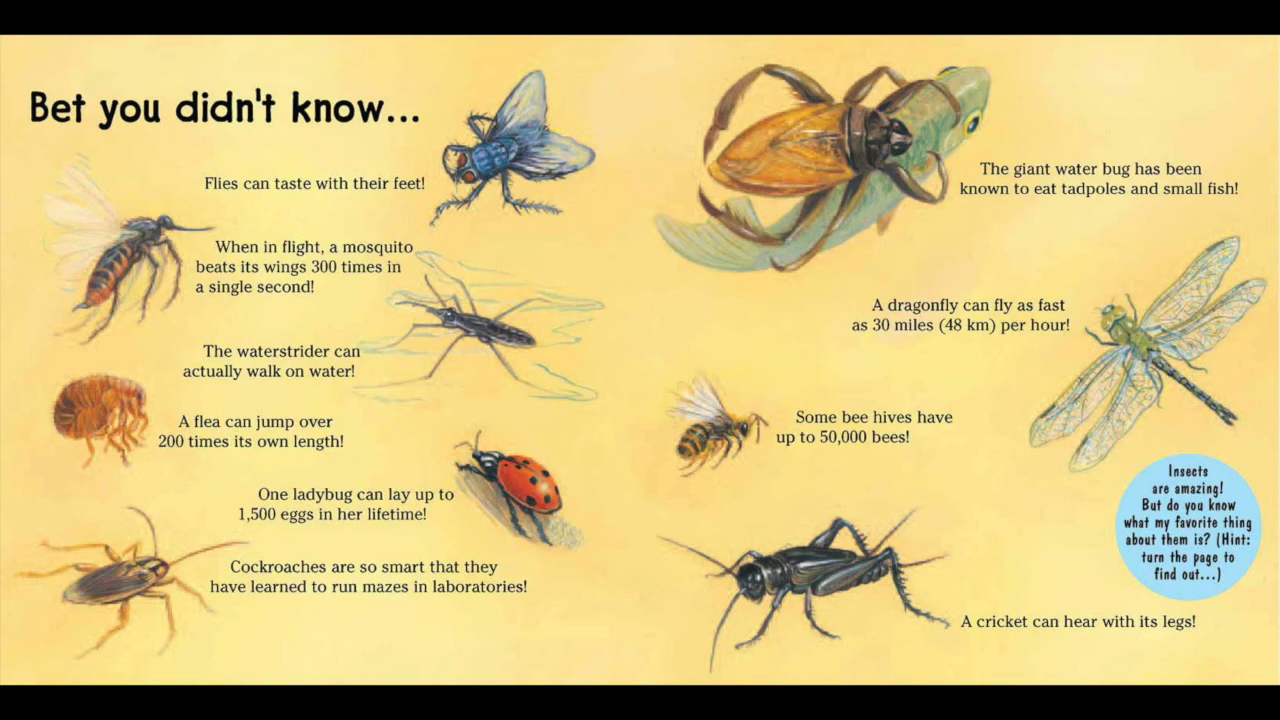 Bet you didn't know...
Flies can taste with their feet!
When in flight, a mosquito
beats its wings 300 times in
a single second!
The waterstrider can
actually walk on water!
A flea can jump over
200 times its own length!
One ladybug can lay up to
1,500 eggs in her lifetime!
Cockroaches are so smart that they
have learned to run mazes in laboratories!
The giant water bug has been
known to eat tadpoles and small fish!
A dragonfly can fly as fast
as 30 miles (48 km) per hour!
Some bee hives have
up to 50,000 bees!
Insects
are amazing!
But do you know
what my favorite thing
about them is? (Hint:
turn the page to
find out...)
A cricket can hear with its legs!